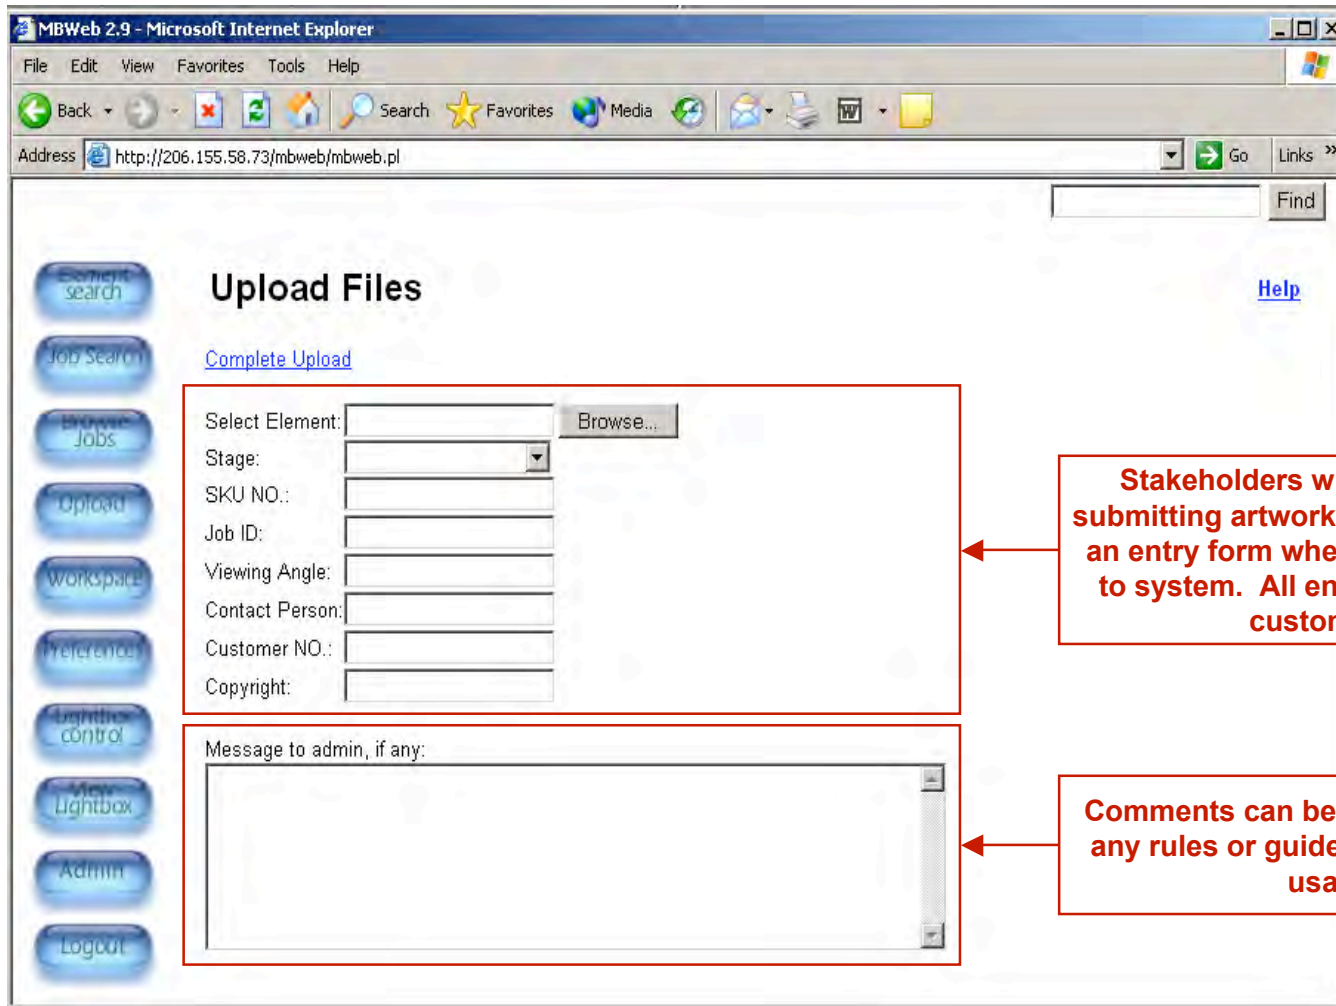 MBWeb 2.9 - Microsoft Internet Explorer
File Edit View Favorites Tools Help
Back Search Favorites Media
Address http://206.155.58.73/mbweb/mbweb.pl Go Links »
Find
Element search
Upload Files
Help
Job Search
Complete Upload
Browse Jobs
Select Element: Browse...
Stage:
SKU NO.:
Upload
Job ID:
Viewing Angle:
Workspace
Contact Person:
Customer NO.:
Preferences
Copyright:
Stakeholders w
submitting artwork
an entry form whe
to system. All en
custor
Lightbox control
Message to admin, if any:
View Lightbox
Comments can be
any rules or guide
usa
Admin
Logout